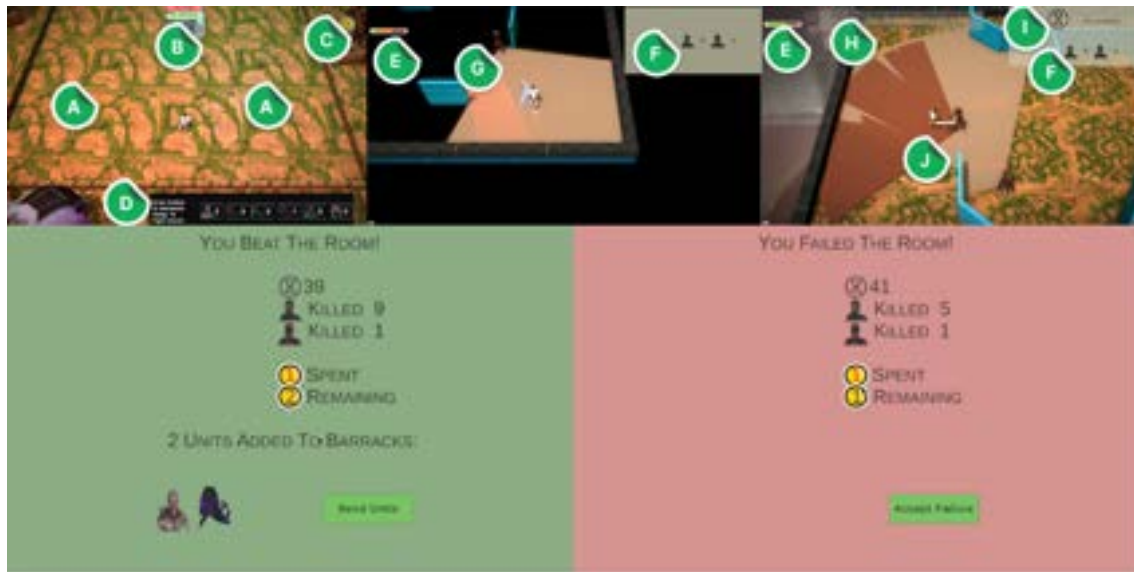 B
C
A
A
D
E
G
F
E
H
I
F
J
YOU BEAT THE ROOM!
39
KILLED 9
KILLED 1
1 SPENT
2 REMAINING
2 UNITS ADDED TO BARRACKS:
Send Units
YOU FAILED THE ROOM!
41
KILLED 5
KILLED 1
1 SPENT
1 REMAINING
Accept Failure